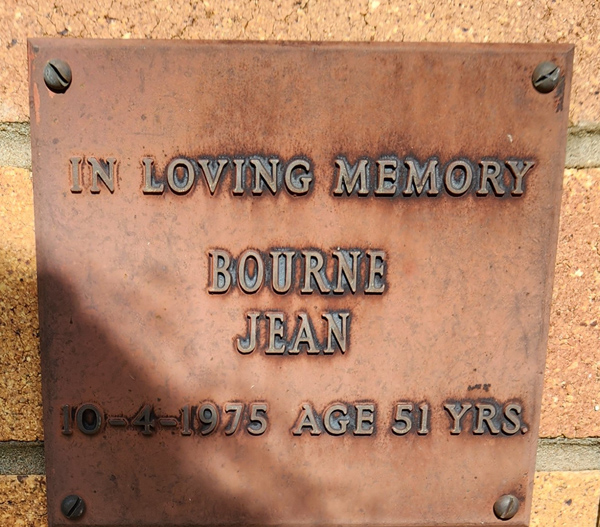 IN LOVING MEMORY
BOURNE
JEAN
10-4-1975 AGE 51 YRS.